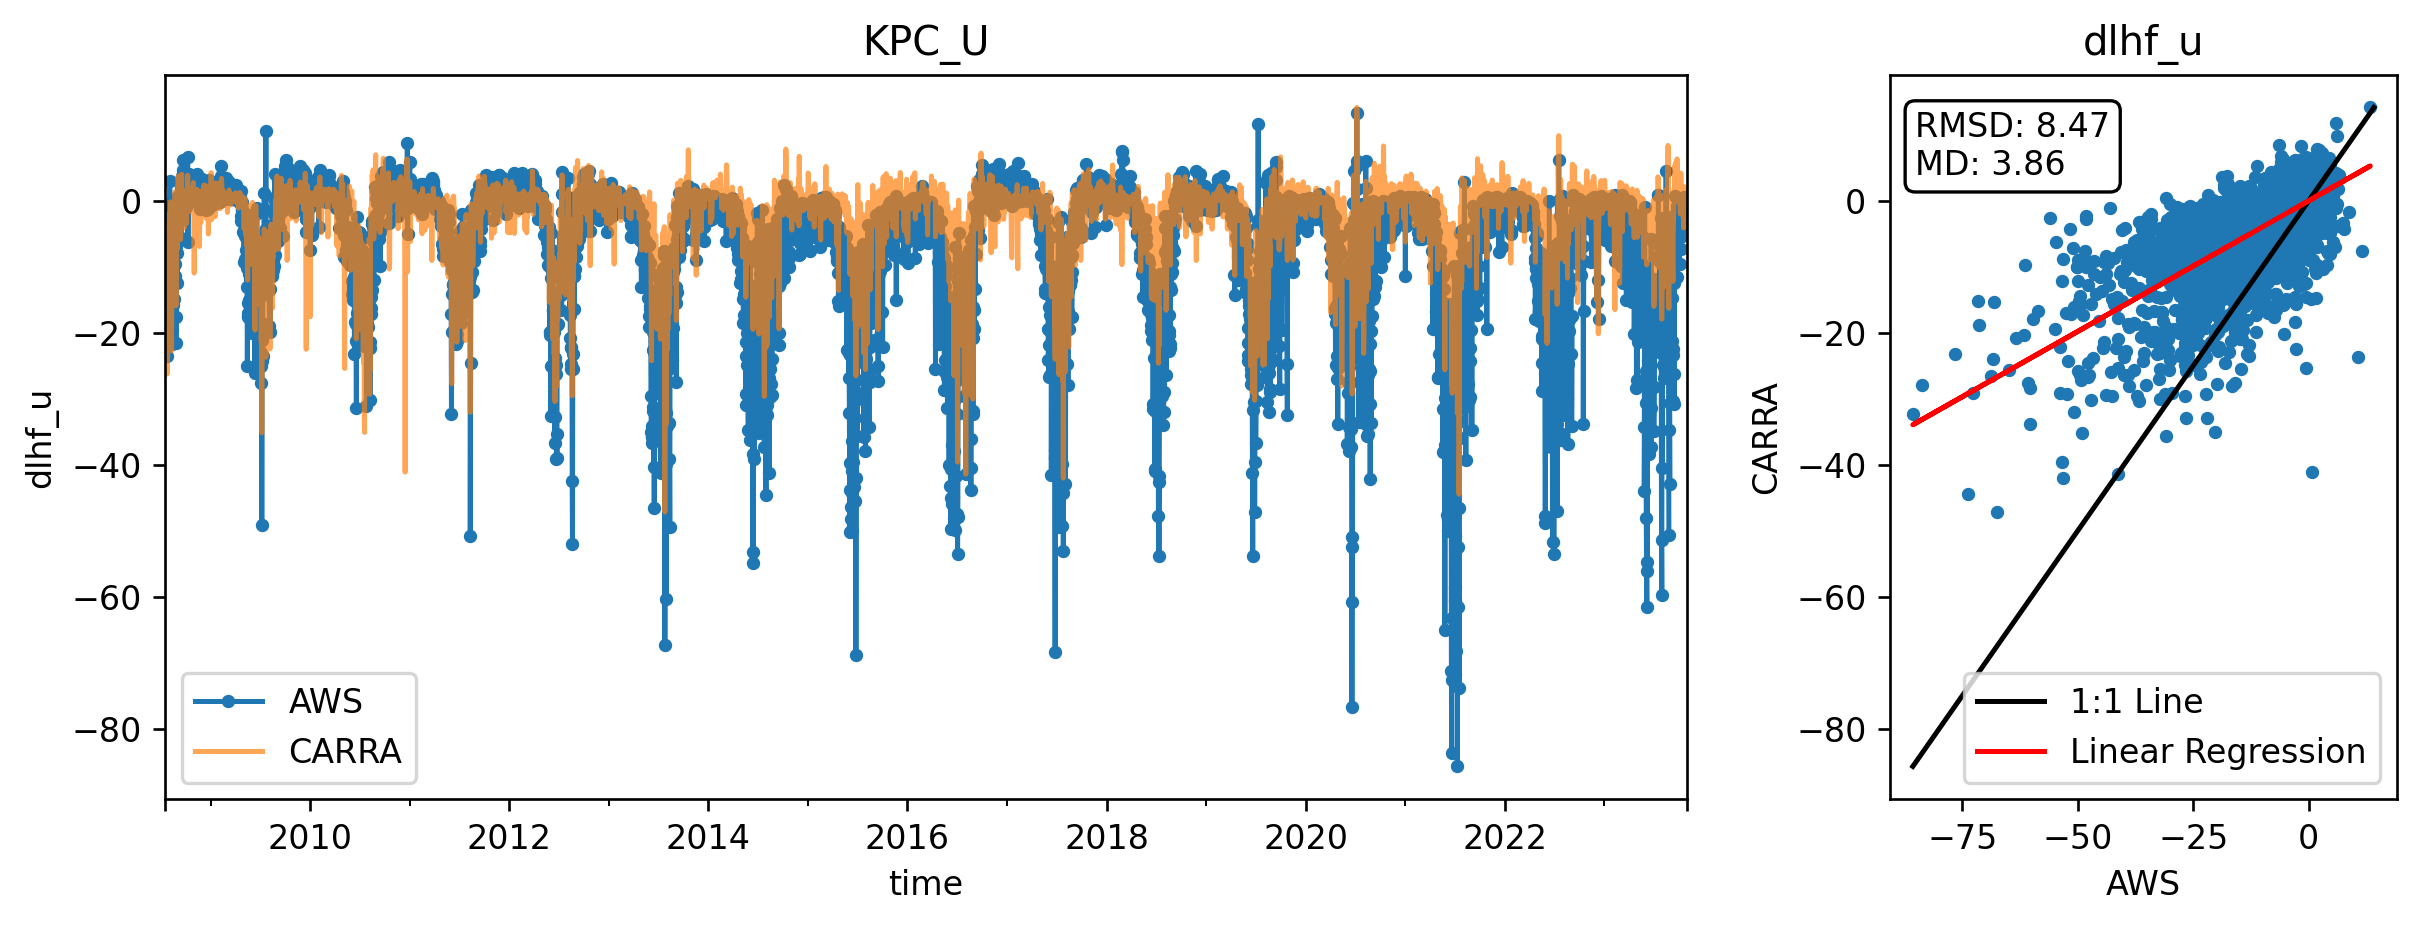 KPC_U
dlhf_u
0
−20
−40
−60
−80
2010
2012
2014
2016
2018
2020
2022
time
AWS
CARRA
dlhf_u
RMSD: 8.47
MD: 3.86
CARRA
0
−20
−40
−60
−80
−75
−50
−25
0
AWS
1:1 Line
Linear Regression